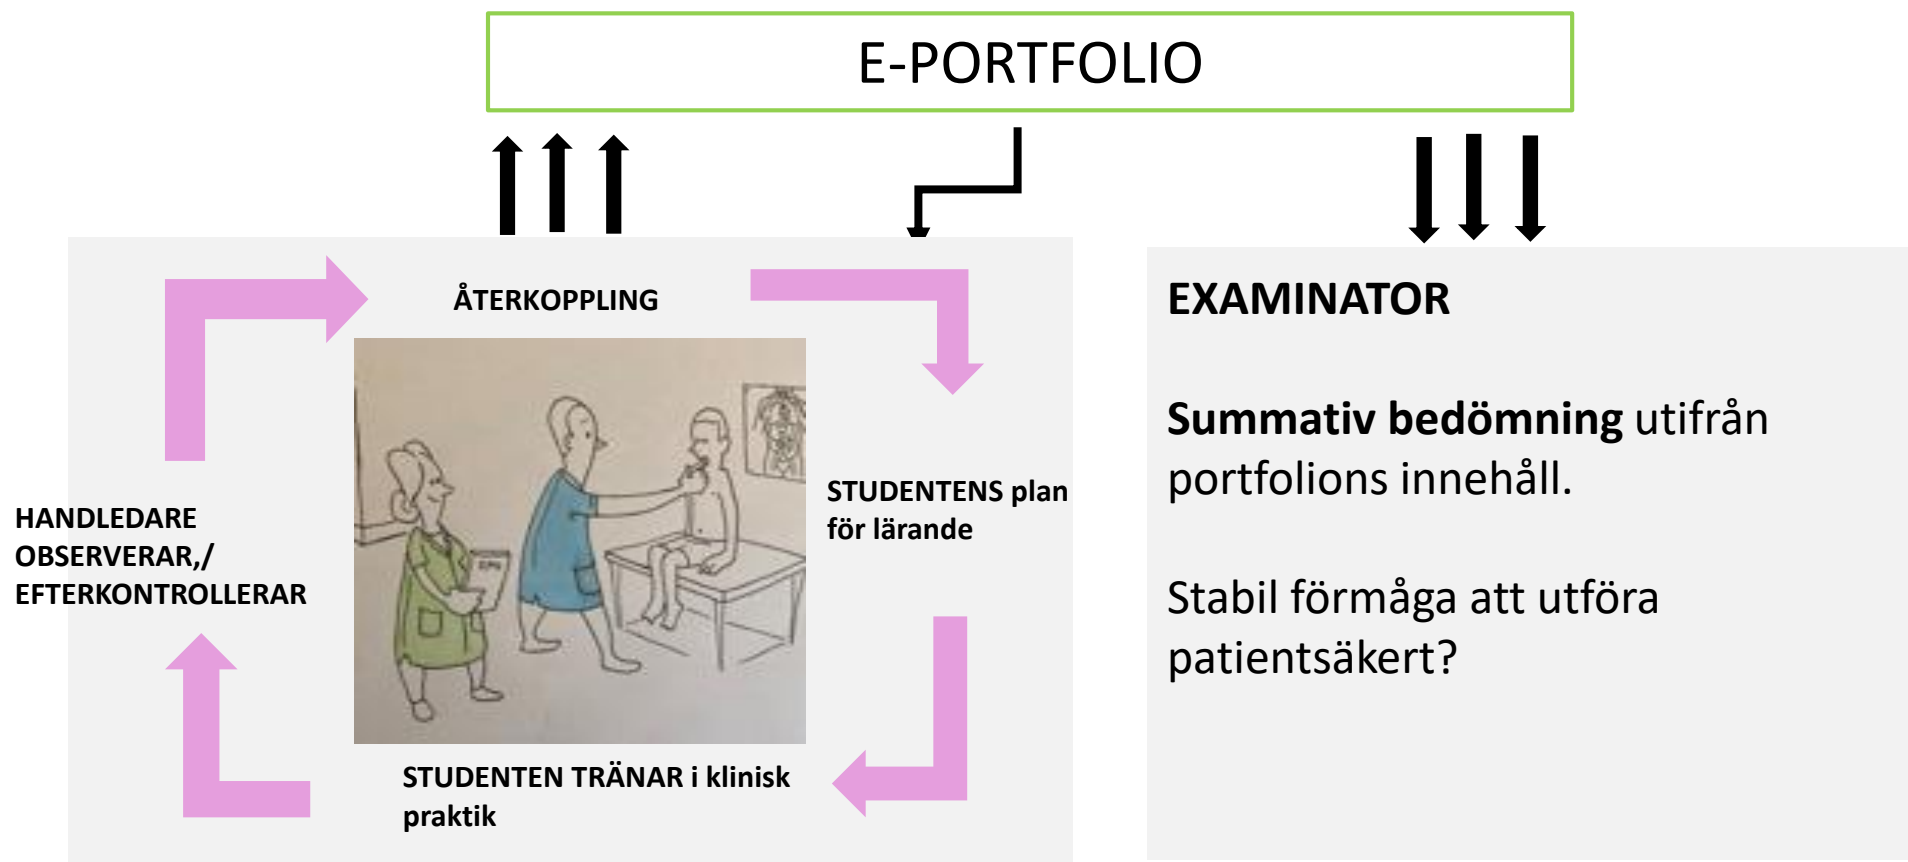 E-PORTFOLIO
ÅTERKOPPLING
STUDENTENS plan
för lärande
HANDLEDARE
OBSERVERAR,/
EFTERKONTROLLERAR
STUDENTEN TRÄNAR i klinisk
praktik
EXAMINATOR
Summativ bedömning utifrån
portfolions innehåll.
Stabil förmåga att utföra
patientsäkert?